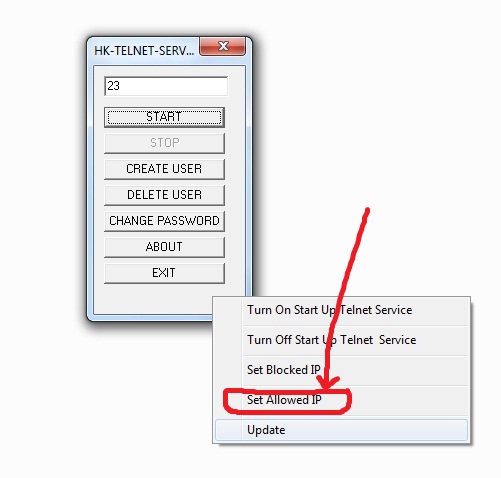 HK-TELNET-SERV...
23
START
STOP
CREATE USER
DELETE USER
CHANGE PASSWORD
ABOUT
EXIT
Turn On Start Up Telnet Service
Turn Off Start Up Telnet Service
Set Blocked IP
Set Allowed IP
Update